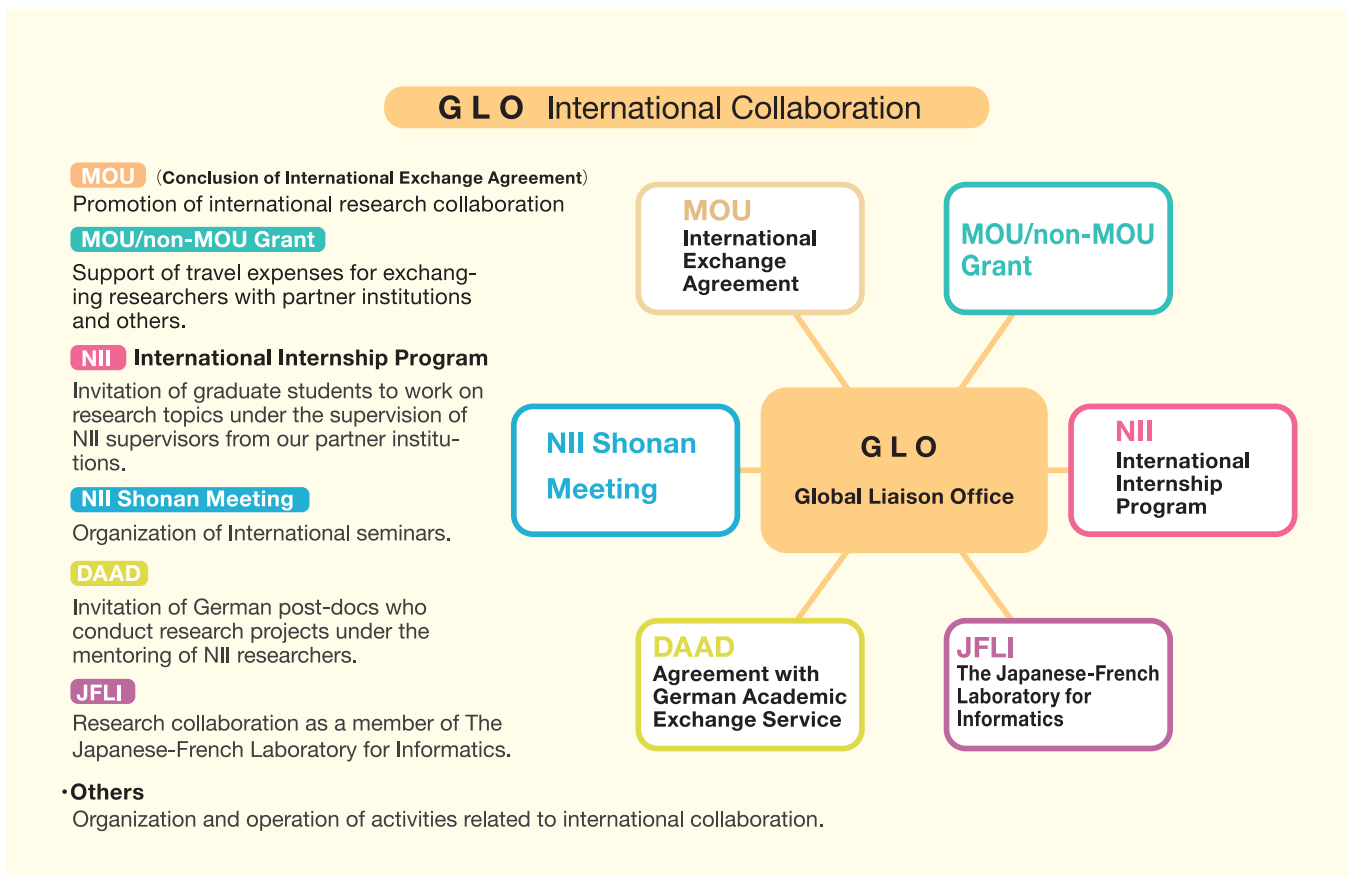 GLO International Collaboration
MOU (Conclusion of International Exchange Agreement)
Promotion of international research collaboration
MOU/non-MOU Grant
Support of travel expenses for exchang-
ing researchers with partner institutions
and others.
NII International Internship Program
Invitation of graduate students to work on
research topics under the supervision of
NII supervisors from our partner institu-
tions.
NII Shonan Meeting
Organization of International seminars.
DAAD
Invitation of German post-docs who
conduct research projects under the
mentoring of NII researchers.
JFLI
Research collaboration as a member of The
Japanese-French Laboratory for Informatics.
・Others
Organization and operation of activities related to international collaboration.
MOU
International
Exchange
Agreement
MOU/non-MOU
Grant
NII Shonan
Meeting
GLO
Global Liaison Office
NII
International
Internship
Program
DAAD
Agreement with
German Academic
Exchange Service
JFLI
The Japanese-French
Laboratory for
Informatics